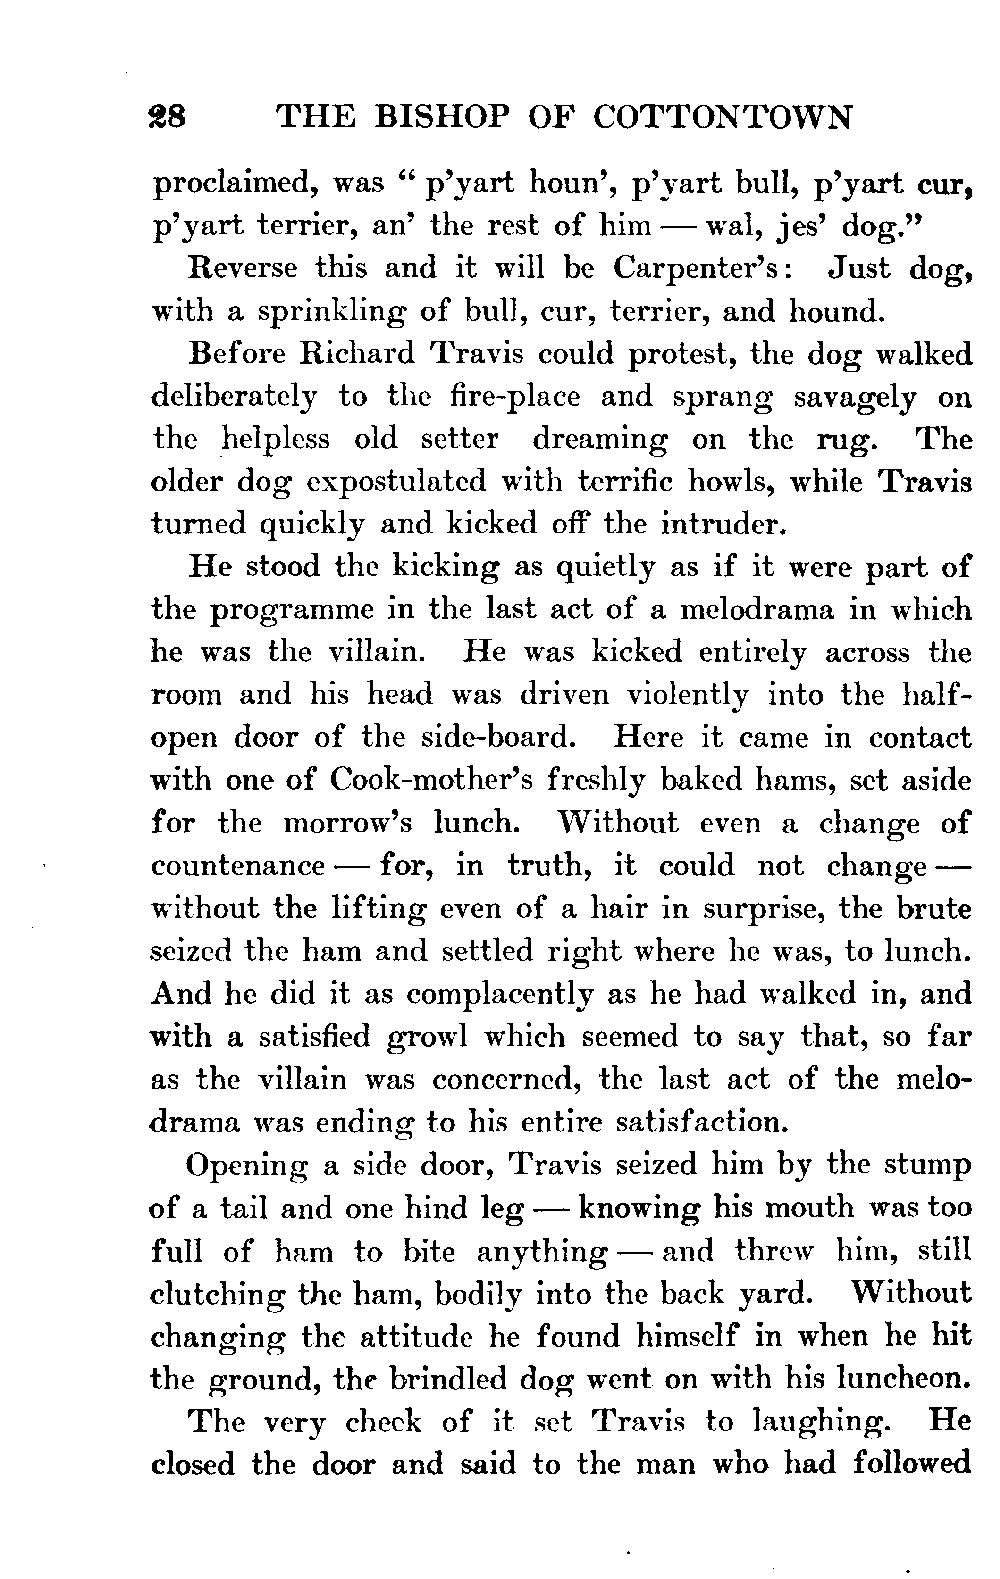 28 THE BISHOP OF COTTONTOWN
proclaimed, was “ p’yart houn’, p’yart bull, p’yart cur,
p’yart terrier, an’ the rest of him — wal, jes’ dog.”
Reverse this and it will be Carpenter’s: Just dog,
with a sprinkling of bull, cur, terrier, and hound.
Before Richard Travis could protest, the dog walked
deliberately to the fire-place and sprang savagely on
the helpless old setter dreaming on the rug. The
older dog expostulated with terrific howls, while Travis
turned quickly and kicked off the intruder.
He stood the kicking as quietly as if it were part of
the programme in the last act of a melodrama in which
he was the villain. He was kicked entirely across the
room and his head was driven violently into the half-
open door of the side-board. Here it came in contact
with one of Cook-mother’s freshly baked hams, set aside
for the morrow’s lunch. Without even a change of
countenance — for, in truth, it could not change —
without the lifting even of a hair in surprise, the brute
seized the ham and settled right where he was, to lunch.
And he did it as complacently as he had walked in, and
with a satisfied growl which seemed to say that, so far
as the villain was concerned, the last act of the melo-
drama was ending to his entire satisfaction.
Opening a side door, Travis seized him by the stump
of a tail and one hind leg — knowing his mouth was too
full of ham to bite anything — and threw him, still
clutching the ham, bodily into the back yard. Without
changing the attitude he found himself in when he hit
the ground, the brindled dog went on with his luncheon.
The very cheek of it set Travis to laughing. He
closed the door and said to the man who had followed